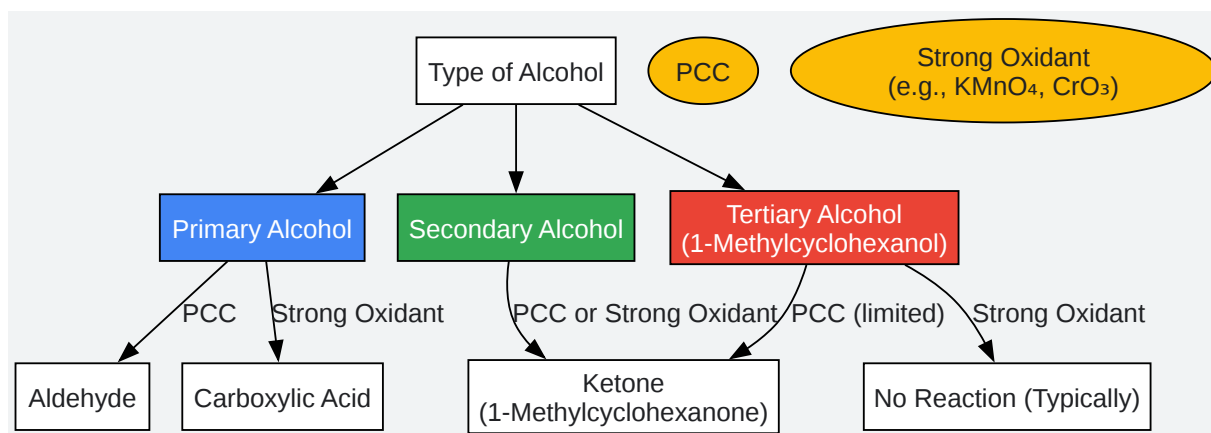 Type of Alcohol
PCC
Strong Oxidant
(e.g., KMnO₄, CrO₃)
Primary Alcohol
Secondary Alcohol
Tertiary Alcohol
(1-Methylcyclohexanol)
PCC
Strong Oxidant
PCC or Strong Oxidant
PCC (limited)
Strong Oxidant
Aldehyde
Carboxylic Acid
Ketone
(1-Methylcyclohexanone)
No Reaction (Typically)